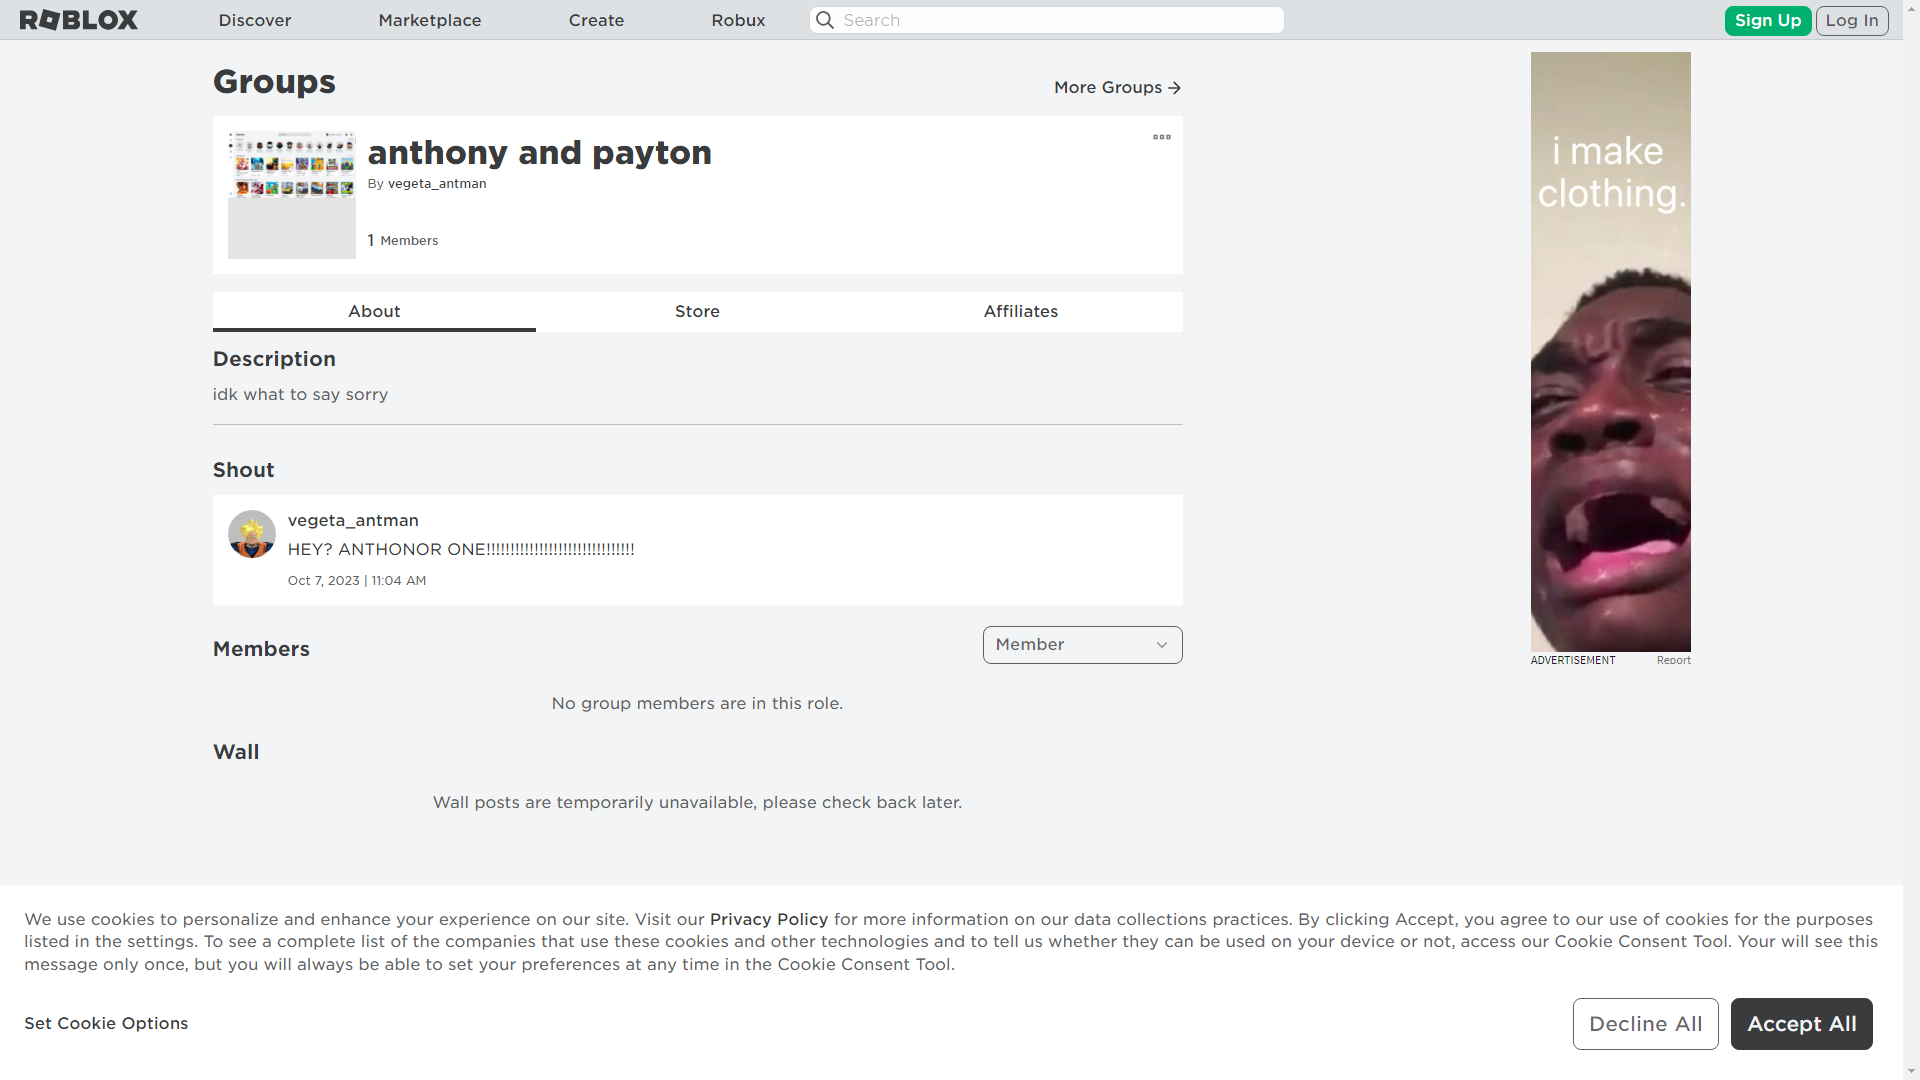 ROBLOX
Discover
Marketplace
Create
Robux
Search
Sign Up
Log In
Groups
More Groups
anthony and payton
By vegeta_antman
1 Members
About
Store
Affiliates
Description
idk what to say sorry
Shout
vegeta_antman
HEY? ANTHONOR ONE!!!!!!!!!!!!!!!!!!!!!!!!!!!!!!!
Oct 7, 2023 | 11:04 AM
Members
Member
No group members are in this role.
Wall
Wall posts are temporarily unavailable, please check back later.
i make
clothing.
ADVERTISEMENT
Report
We use cookies to personalize and enhance your experience on our site. Visit our Privacy Policy for more information on our data collections practices. By clicking Accept, you agree to our use of cookies for the purposes
listed in the settings. To see a complete list of the companies that use these cookies and other technologies and to tell us whether they can be used on your device or not, access our Cookie Consent Tool. Your will see this
message only once, but you will always be able to set your preferences at any time in the Cookie Consent Tool.
Set Cookie Options
Decline All
Accept All